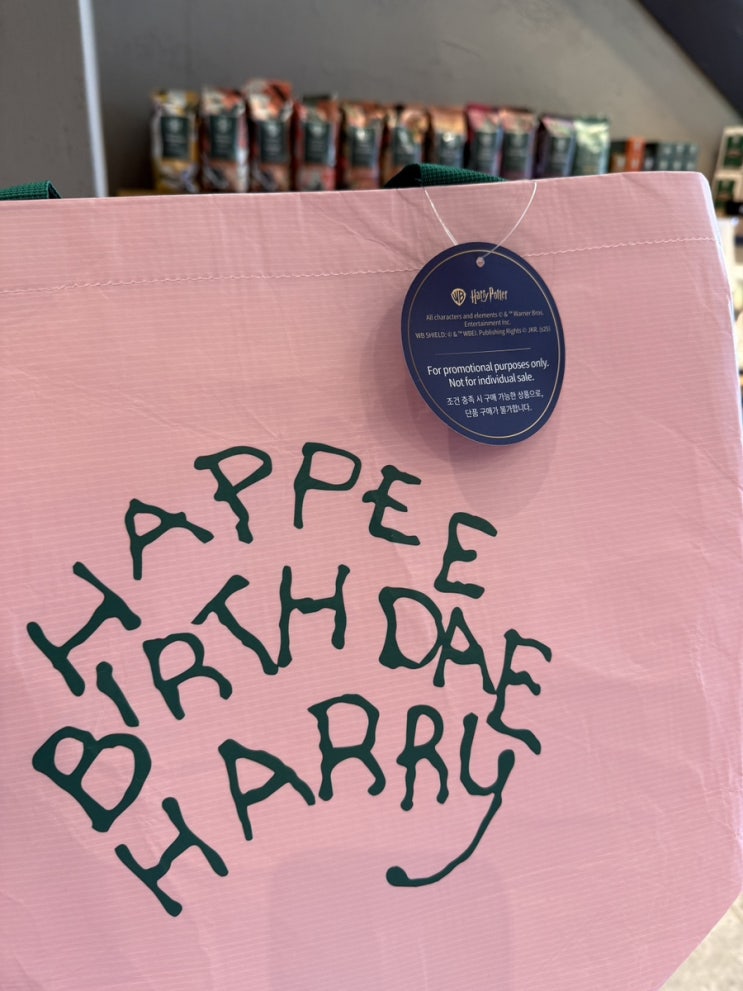 WB Harry Potter
All characters and elements © & ™ Warner Bros.
Entertainment Inc.
WB SHIELD: © & ™ WBEI. Publishing Rights © JKR. (s25)
For promotional purposes only.
Not for individual sale.
조건 충족 시 구매 가능한 상품으로,
단품 구매가 불가합니다.
HAPPEE
BIRTHDAE
HARRY